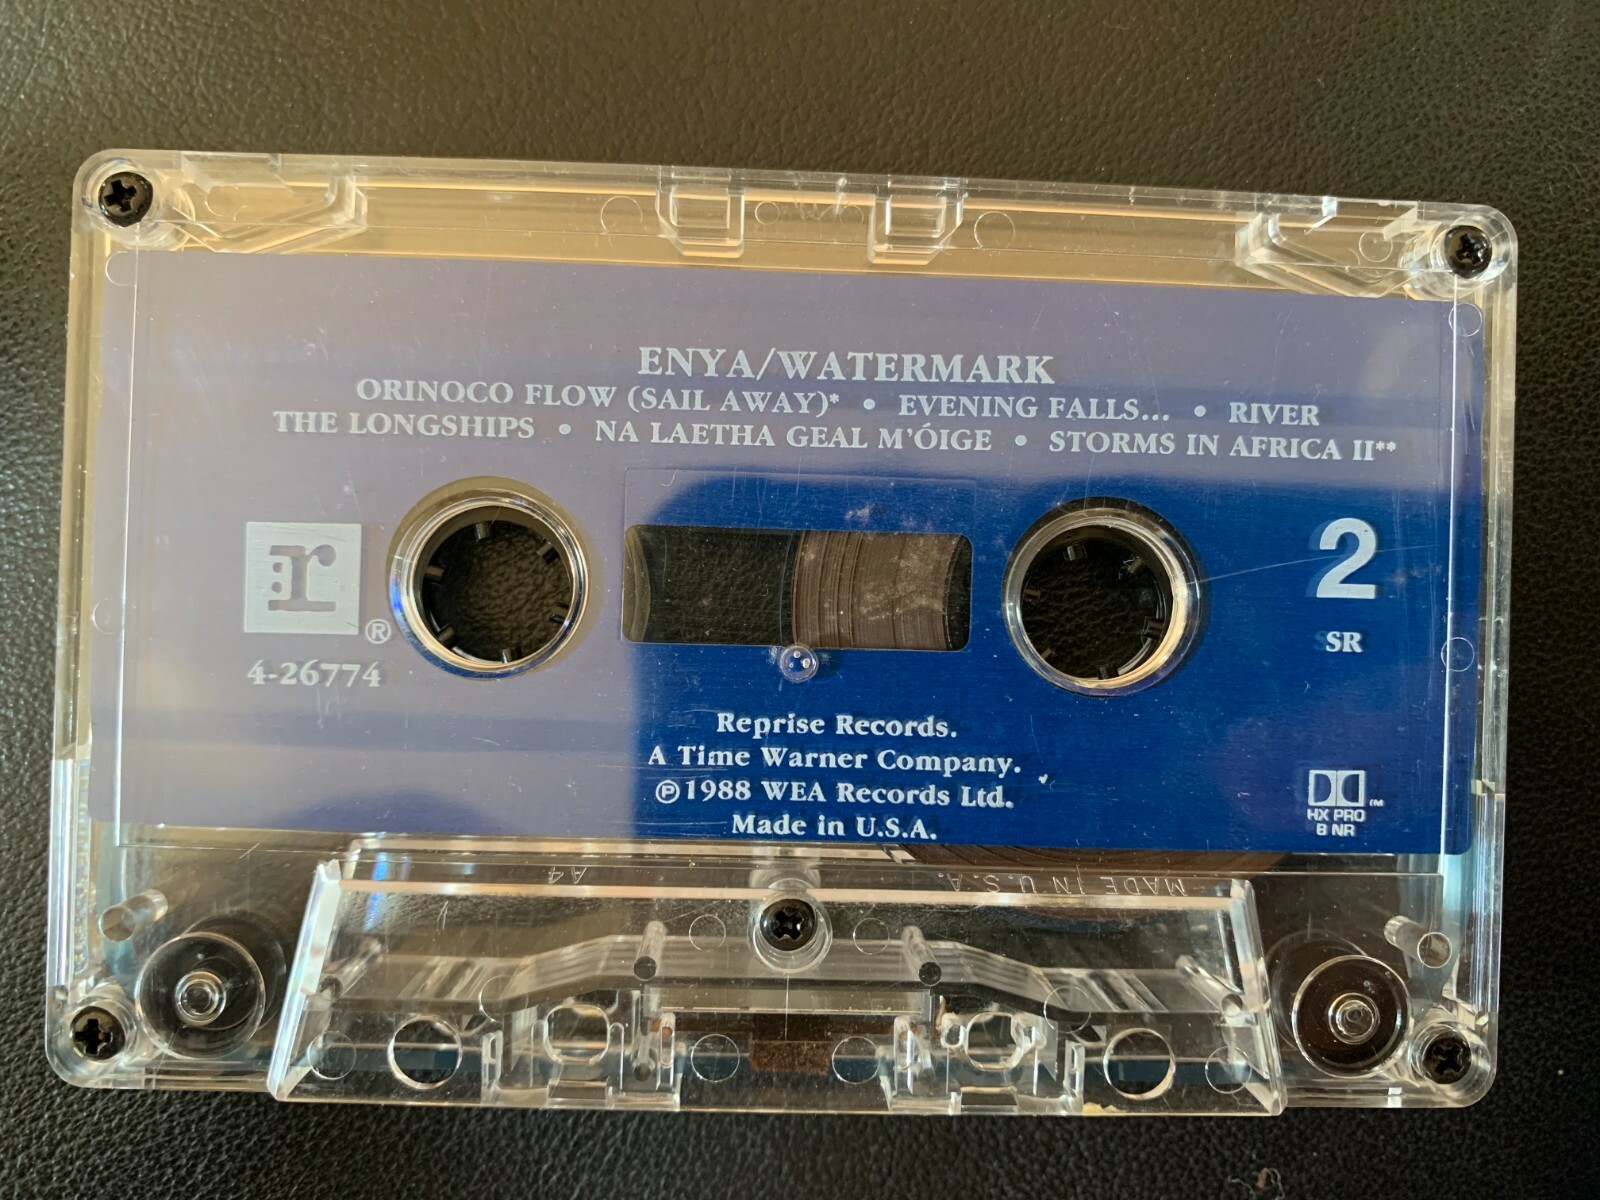 ENYA/WATERMARK
ORINOCO FLOW (SAIL AWAY)* • EVENING FALLS... • RIVER
THE LONGSHIPS • NA LAETHA GEAL M'ÓIGE • STORMS IN AFRICA II**
r
®
4-26774
2
SR
Reprise Records.
A Time Warner Company.
℗ 1988 WEA Records Ltd.
Made in U.S.A.
TM
HX PRO
B NR
A4
MADE IN U.S.A.